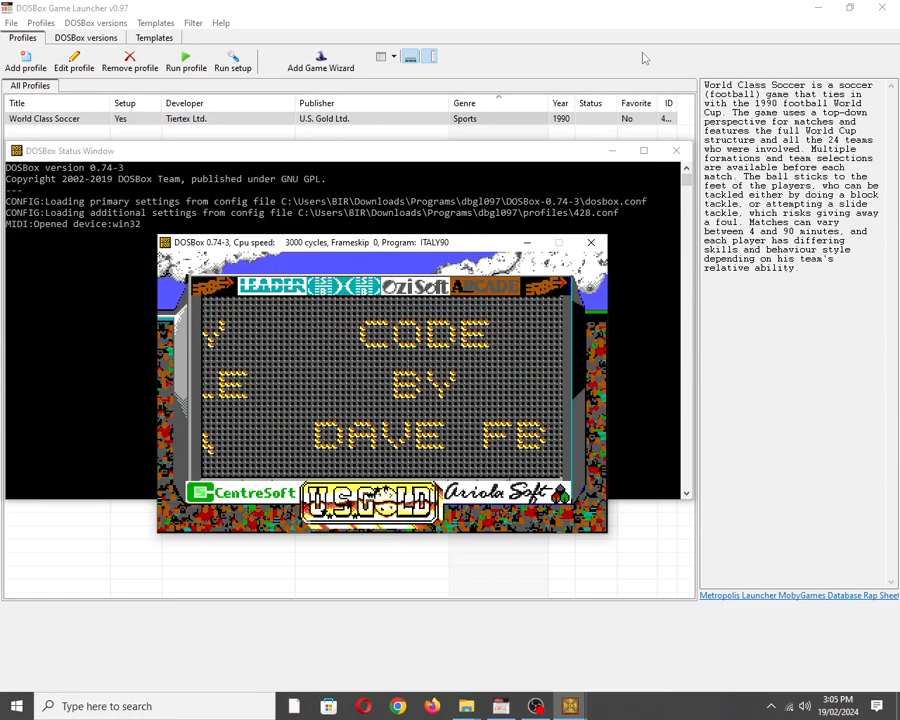 DOSBox Game Launcher v0.97
File Profiles DOSBox versions Templates Filter Help
Profiles DOSBox versions Templates
Add profile Edit profile Remove profile Run profile Run setup Add Game Wizard
All Profiles
Title Setup Developer Publisher Genre Year Status Favorite ID
World Class Soccer Yes Tiertex Ltd. U.S. Gold Ltd. Sports 1990 No 4...
DOSBox Status Window
DOSBox version 0.74-3
Copyright 2002-2019 DOSBox Team, published under GNU GPL.
---
CONFIG:Loading primary settings from config file C:\Users\BIR\Downloads\Programs\dbgl097\DOSBox-0.74-3\dosbox.conf
CONFIG:Loading additional settings from config file C:\Users\BIR\Downloads\Programs\dbgl097\profiles\428.conf
MIDI:Opened device:win32
DOSBox 0.74-3, Cpu speed: 3000 cycles, Frameskip 0, Program: ITALY90
ERBE LEADER OziSoft ARCADE ERBE
Y CODE
LE BY
DAVE FB
CentreSoft U.S. GOLD Ariola Soft
World Class Soccer is a soccer
(football) game that ties in
with the 1990 football World
Cup. The game uses a top-down
perspective for matches and
features the full World Cup
structure and all the 24 teams
who were involved. Multiple
formations and team selections
are available before each
match. The ball sticks to the
feet of the players, who can be
tackled either by doing a block
tackle, or attempting a slide
tackle, which risks giving away
a foul. Matches can vary
between 4 and 90 minutes, and
each player has differing
skills and behaviour style
depending on his team's
relative ability.
Metropolis Launcher MobyGames Database Rap Sheet
Type here to search
3:05 PM
19/02/2024